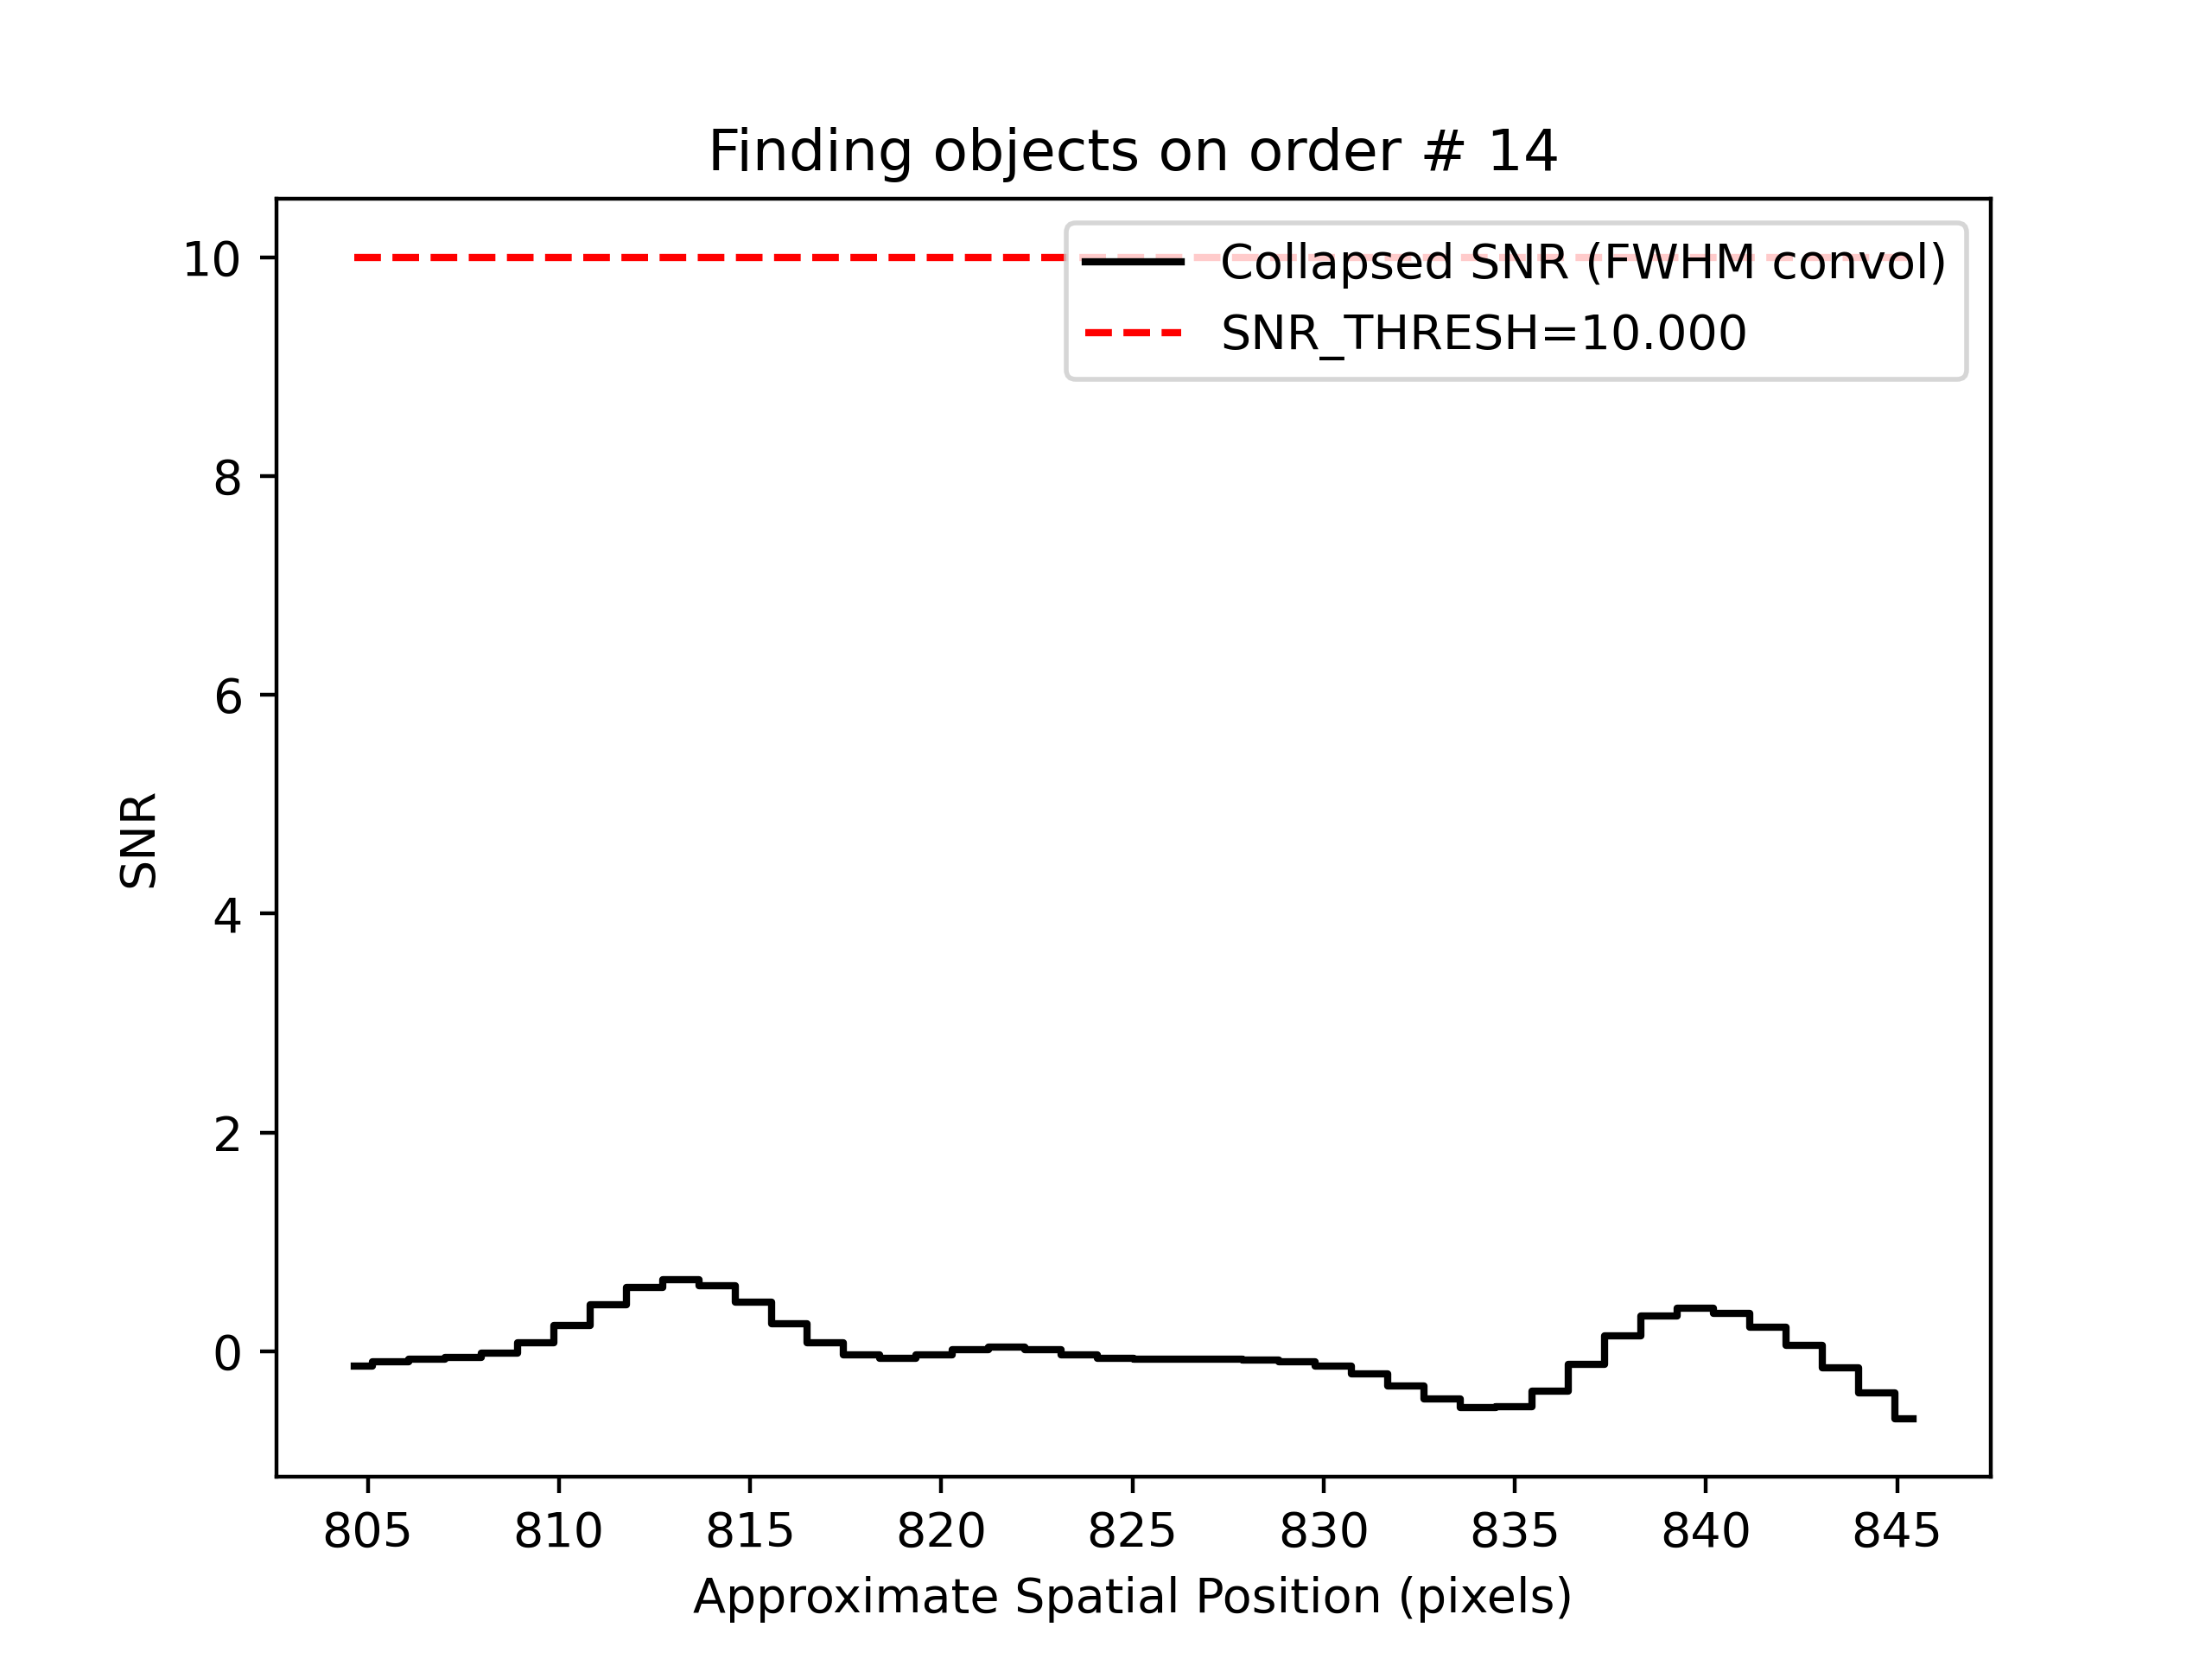 Finding objects on order # 14
Collapsed SNR (FWHM convol)
SNR_THRESH=10.000
10
8
6
4
2
0
SNR
805 810 815 820 825 830 835 840 845
Approximate Spatial Position (pixels)